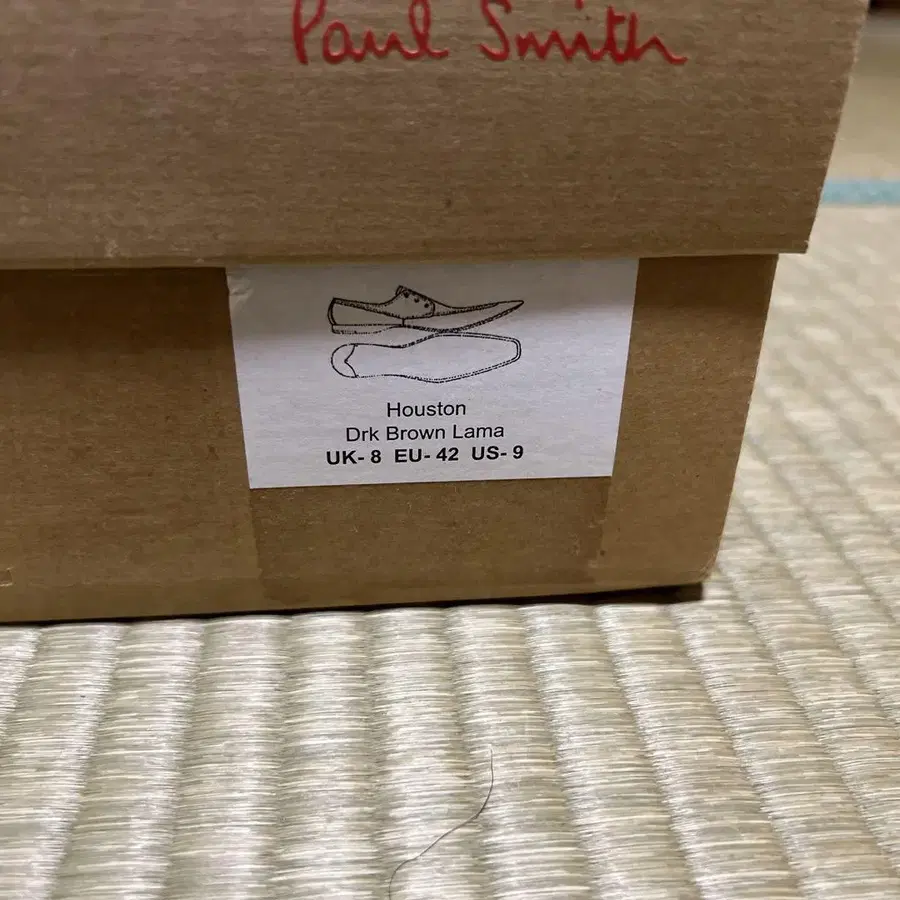 Paul Smith
Houston
Drk Brown Lama
UK- 8 EU- 42 US- 9